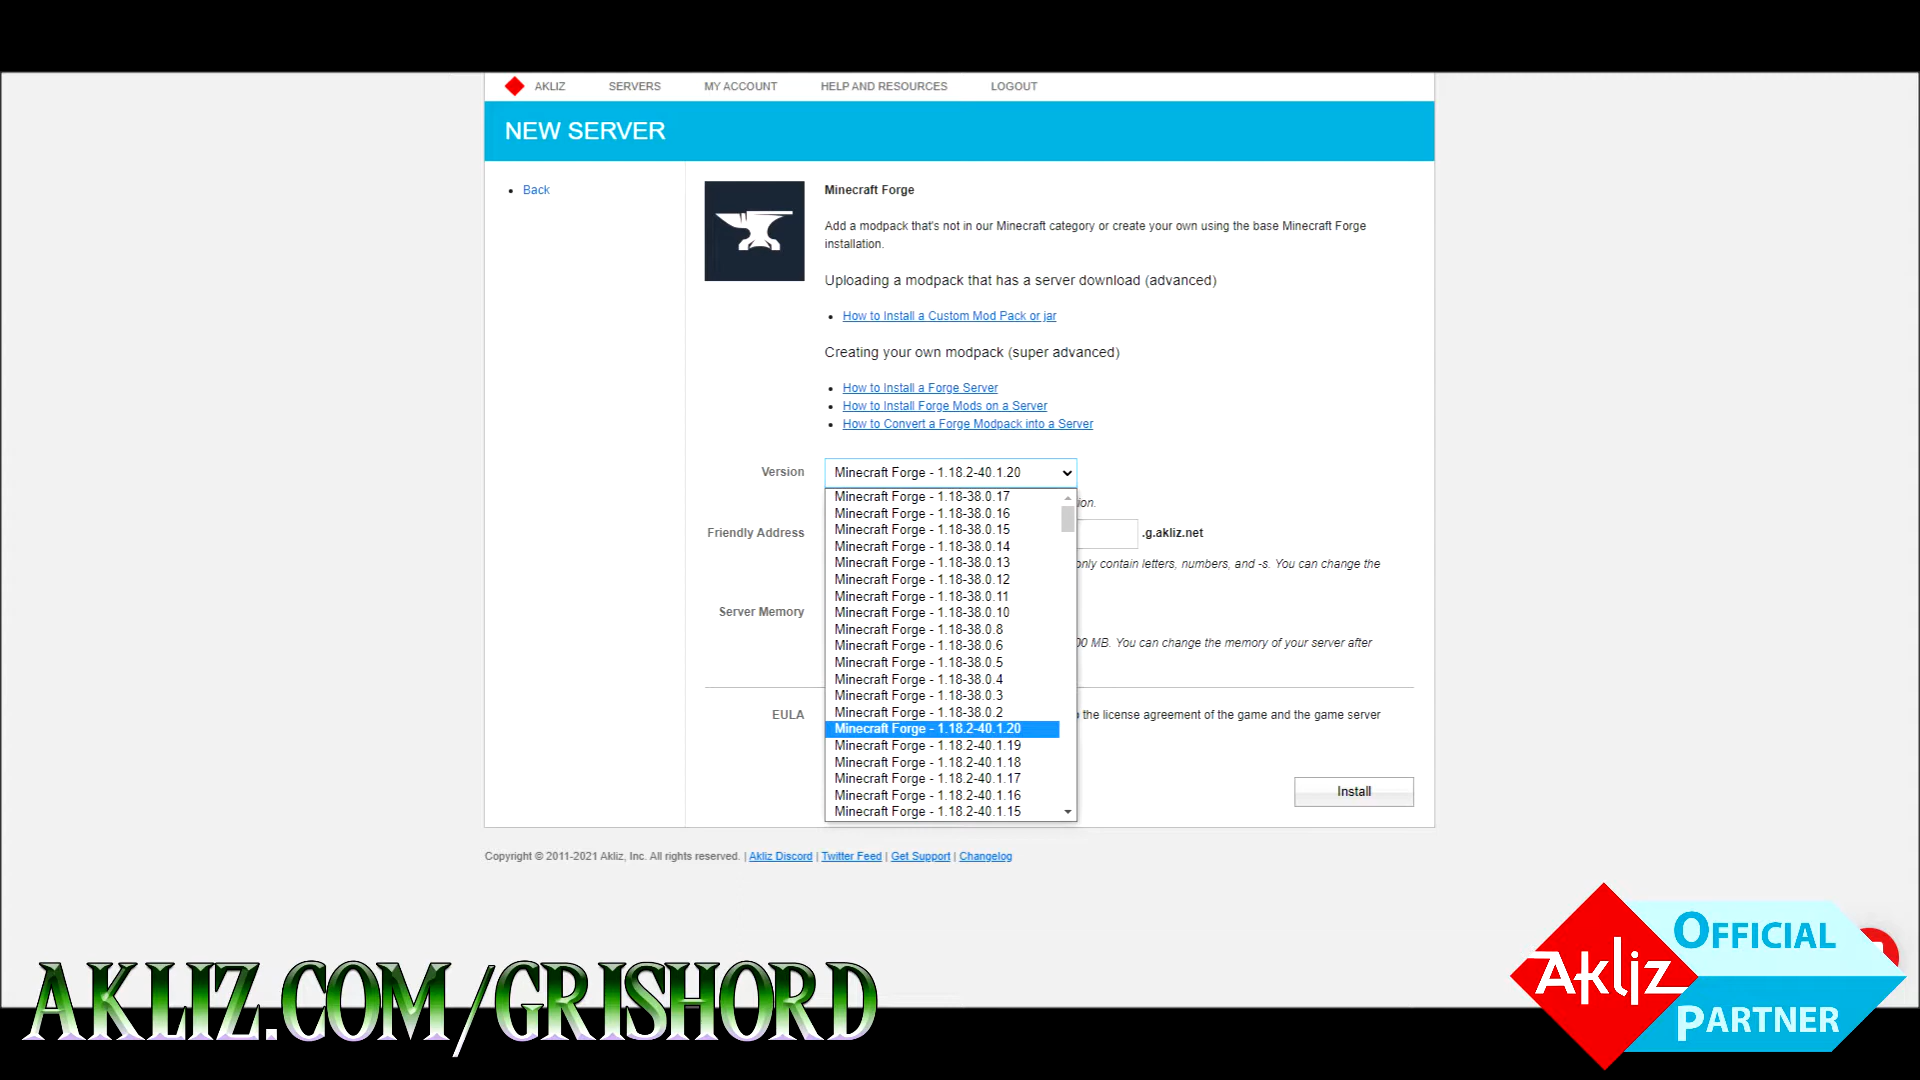 AKLIZ SERVERS MY ACCOUNT HELP AND RESOURCES LOGOUT
NEW SERVER
Back
Minecraft Forge
Add a modpack that's not in our Minecraft category or create your own using the base Minecraft Forge
installation.
Uploading a modpack that has a server download (advanced)
How to Install a Custom Mod Pack or jar
Creating your own modpack (super advanced)
How to Install a Forge Server
How to Install Forge Mods on a Server
How to Convert a Forge Modpack into a Server
Version Minecraft Forge - 1.18.2-40.1.20
Minecraft Forge - 1.18-38.0.17
ion.
Minecraft Forge - 1.18-38.0.16
Minecraft Forge - 1.18-38.0.15
Friendly Address .g.akliz.net
Minecraft Forge - 1.18-38.0.14
Minecraft Forge - 1.18-38.0.13
only contain letters, numbers, and -s. You can change the
Minecraft Forge - 1.18-38.0.12
Minecraft Forge - 1.18-38.0.11
Server Memory
Minecraft Forge - 1.18-38.0.10
Minecraft Forge - 1.18-38.0.8
Minecraft Forge - 1.18-38.0.6
00 MB. You can change the memory of your server after
Minecraft Forge - 1.18-38.0.5
Minecraft Forge - 1.18-38.0.4
Minecraft Forge - 1.18-38.0.3
Minecraft Forge - 1.18-38.0.2
EULA the license agreement of the game and the game server
Minecraft Forge - 1.18.2-40.1.20
Minecraft Forge - 1.18.2-40.1.19
Minecraft Forge - 1.18.2-40.1.18
Minecraft Forge - 1.18.2-40.1.17
Minecraft Forge - 1.18.2-40.1.16
Minecraft Forge - 1.18.2-40.1.15
Install
Copyright © 2011-2021 Akliz, Inc. All rights reserved. | Akliz Discord | Twitter Feed | Get Support | Changelog
AKLIZ.COM/GRISHORD
Akliz
OFFICIAL
PARTNER